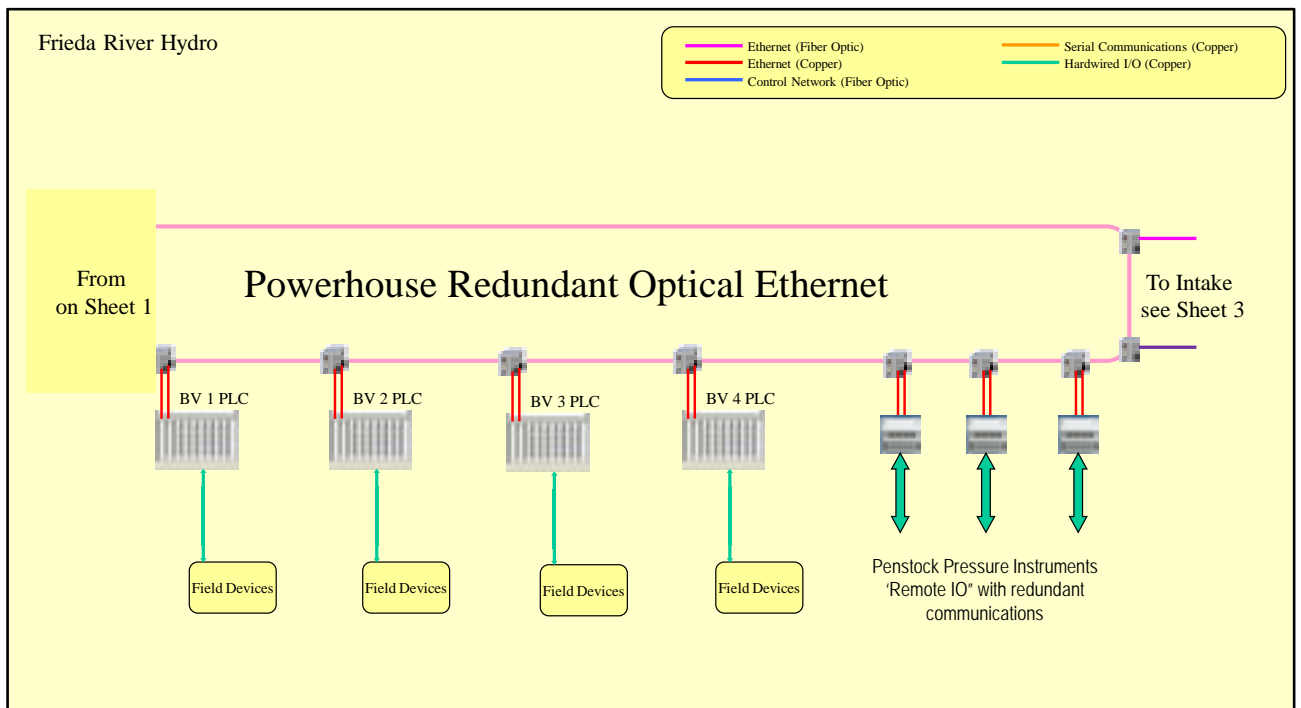 Frieda River Hydro
Ethernet (Fiber Optic)
Ethernet (Copper)
Control Network (Fiber Optic)
Serial Communications (Copper)
Hardwired I/O (Copper)
From
on Sheet 1
Powerhouse Redundant Optical Ethernet
To Intake
see Sheet 3
BV 1 PLC
BV 2 PLC
BV 3 PLC
BV 4 PLC
Field Devices
Field Devices
Field Devices
Field Devices
Penstock Pressure Instruments
‘Remote IO” with redundant
communications